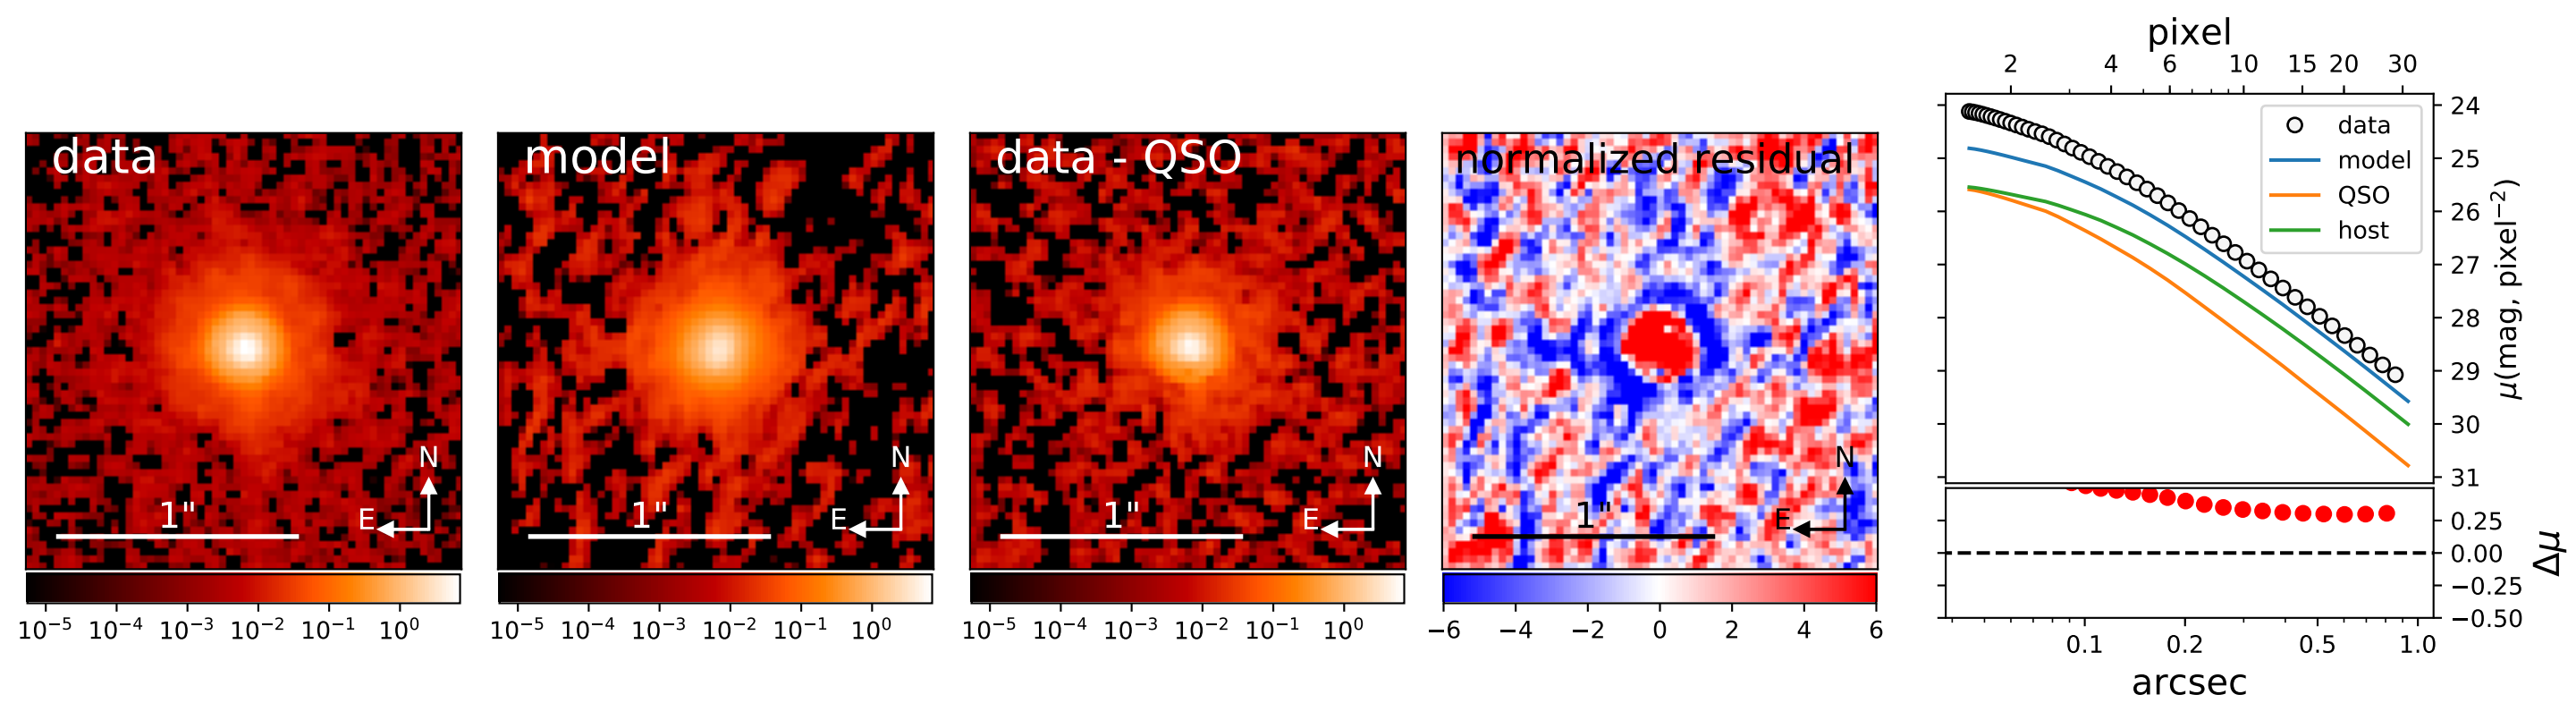 data
N
E
1"
10⁻⁵ 10⁻⁴ 10⁻³ 10⁻² 10⁻¹ 10⁰
model
N
E
1"
10⁻⁵ 10⁻⁴ 10⁻³ 10⁻² 10⁻¹ 10⁰
data - QSO
N
E
1"
10⁻⁵ 10⁻⁴ 10⁻³ 10⁻² 10⁻¹ 10⁰
normalized residual
N
E
1"
−6 −4 −2 0 2 4 6
pixel
2 4 6 10 15 20 30
data
model
QSO
host
24
25
26
27
28
29
30
31
μ(mag, pixel⁻²)
0.25
0.00
−0.25
−0.50
Δμ
0.1 0.2 0.5 1.0
arcsec